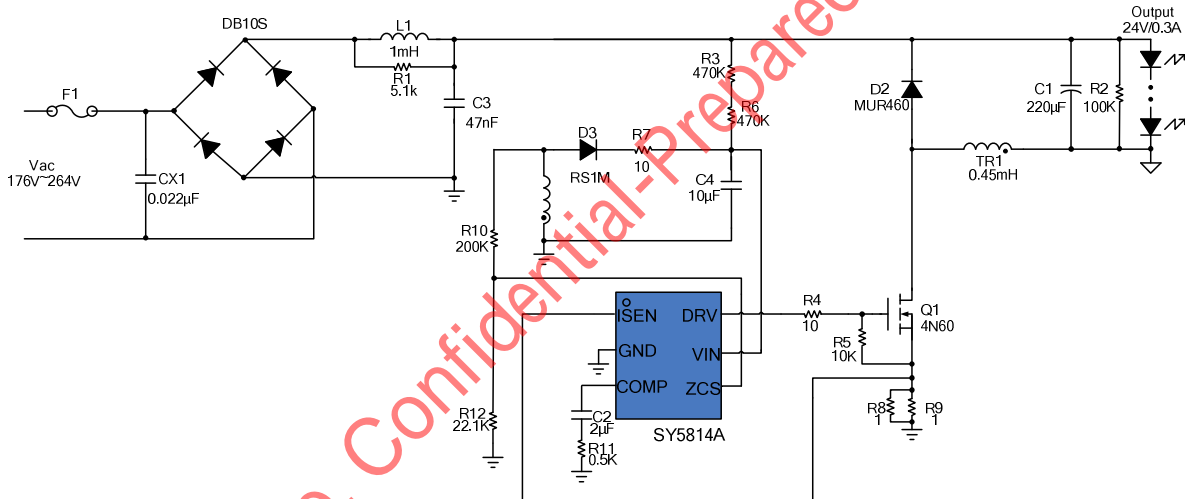 Output
24V/0.3A
DB10S
L1
1mH
R1
5.1k
C3
47nF
F1
Vac
176V~264V
CX1
0.022µF
R3
470K
R6
470K
D2
MUR460
C1
220µF
R2
100K
TR1
0.45mH
D3
RS1M
R7
10
C4
10µF
R10
200K
ISEN
DRV
GND
VIN
COMP
ZCS
SY5814A
R4
10
R5
10K
Q1
4N60
R8
1
R9
1
R12
22.1K
C2
2µF
R11
0.5K
Confidential-Prepared